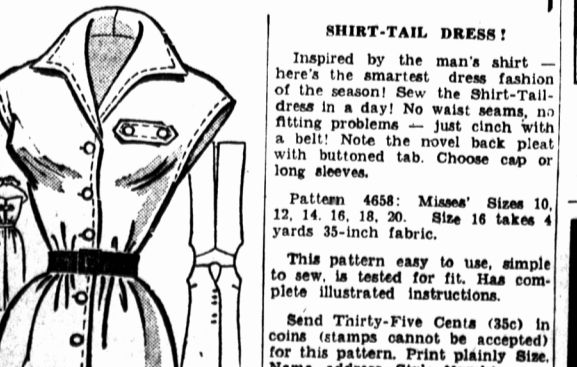 SHIRT-TAIL DRESS!
Inspired by the man's shirt —
here's the smartest dress fashion
of the season! Sew the Shirt-Tail-
dress in a day! No waist seams, no
fitting problems — just cinch with
a belt! Note the novel back pleat
with buttoned tab. Choose cap or
long sleeves.
Pattern 4658: Misses' Sizes 10,
12, 14, 16, 18, 20. Size 16 takes 4
yards 35-inch fabric.
This pattern easy to use, simple
to sew, is tested for fit. Has com-
plete illustrated instructions.
Send Thirty-Five Cents (35c) in
coins (stamps cannot be accepted)
for this pattern. Print plainly Size,
Name, address, Style